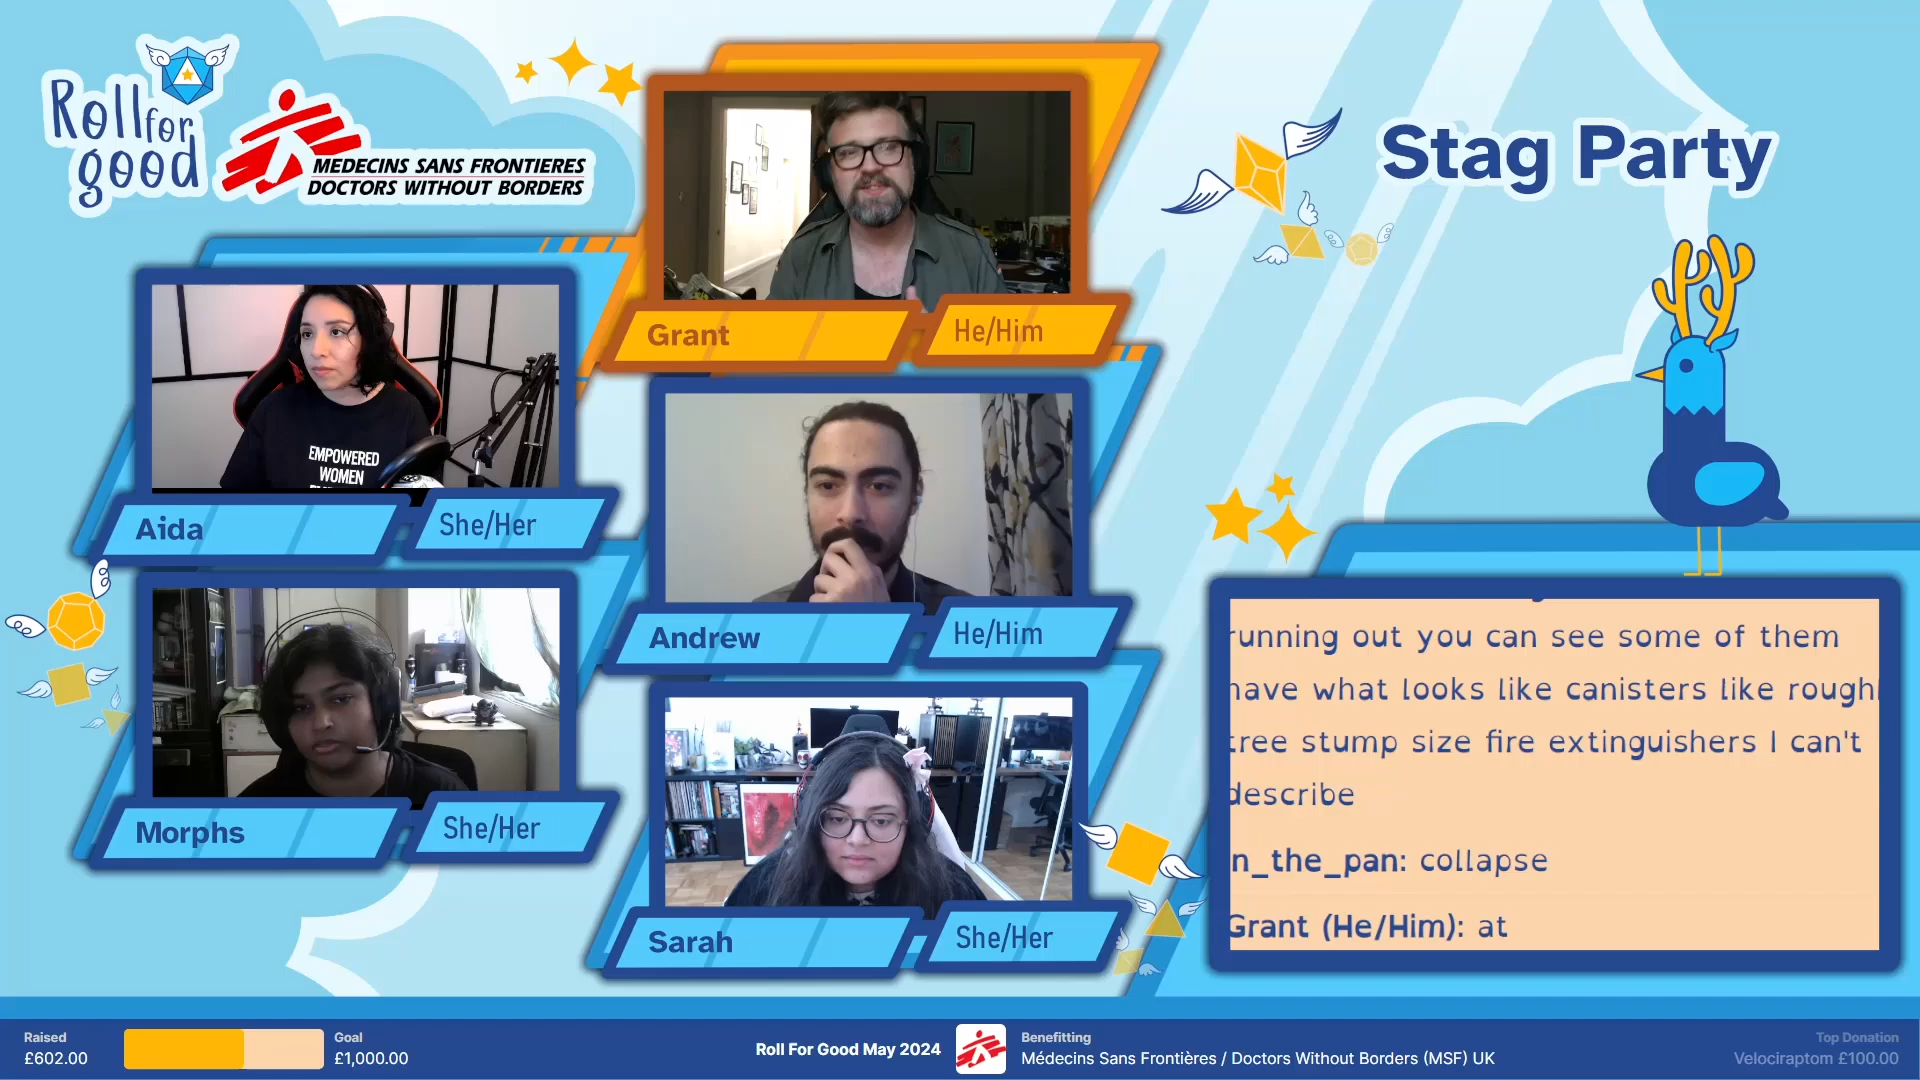 Roll for
good
MEDECINS SANS FRONTIERES
DOCTORS WITHOUT BORDERS
Stag Party
Grant
He/Him
EMPOWERED
WOMEN
Aida
She/Her
Andrew
He/Him
Morphs
She/Her
Sarah
She/Her
running out you can see some of them
have what looks like canisters like rough
tree stump size fire extinguishers I can't
describe
n_the_pan: collapse
Grant (He/Him): at
Raised
£602.00
Goal
£1,000.00
Roll For Good May 2024
Benefitting
Médecins Sans Frontières / Doctors Without Borders (MSF) UK
Top Donation
Velociraptom £100.00